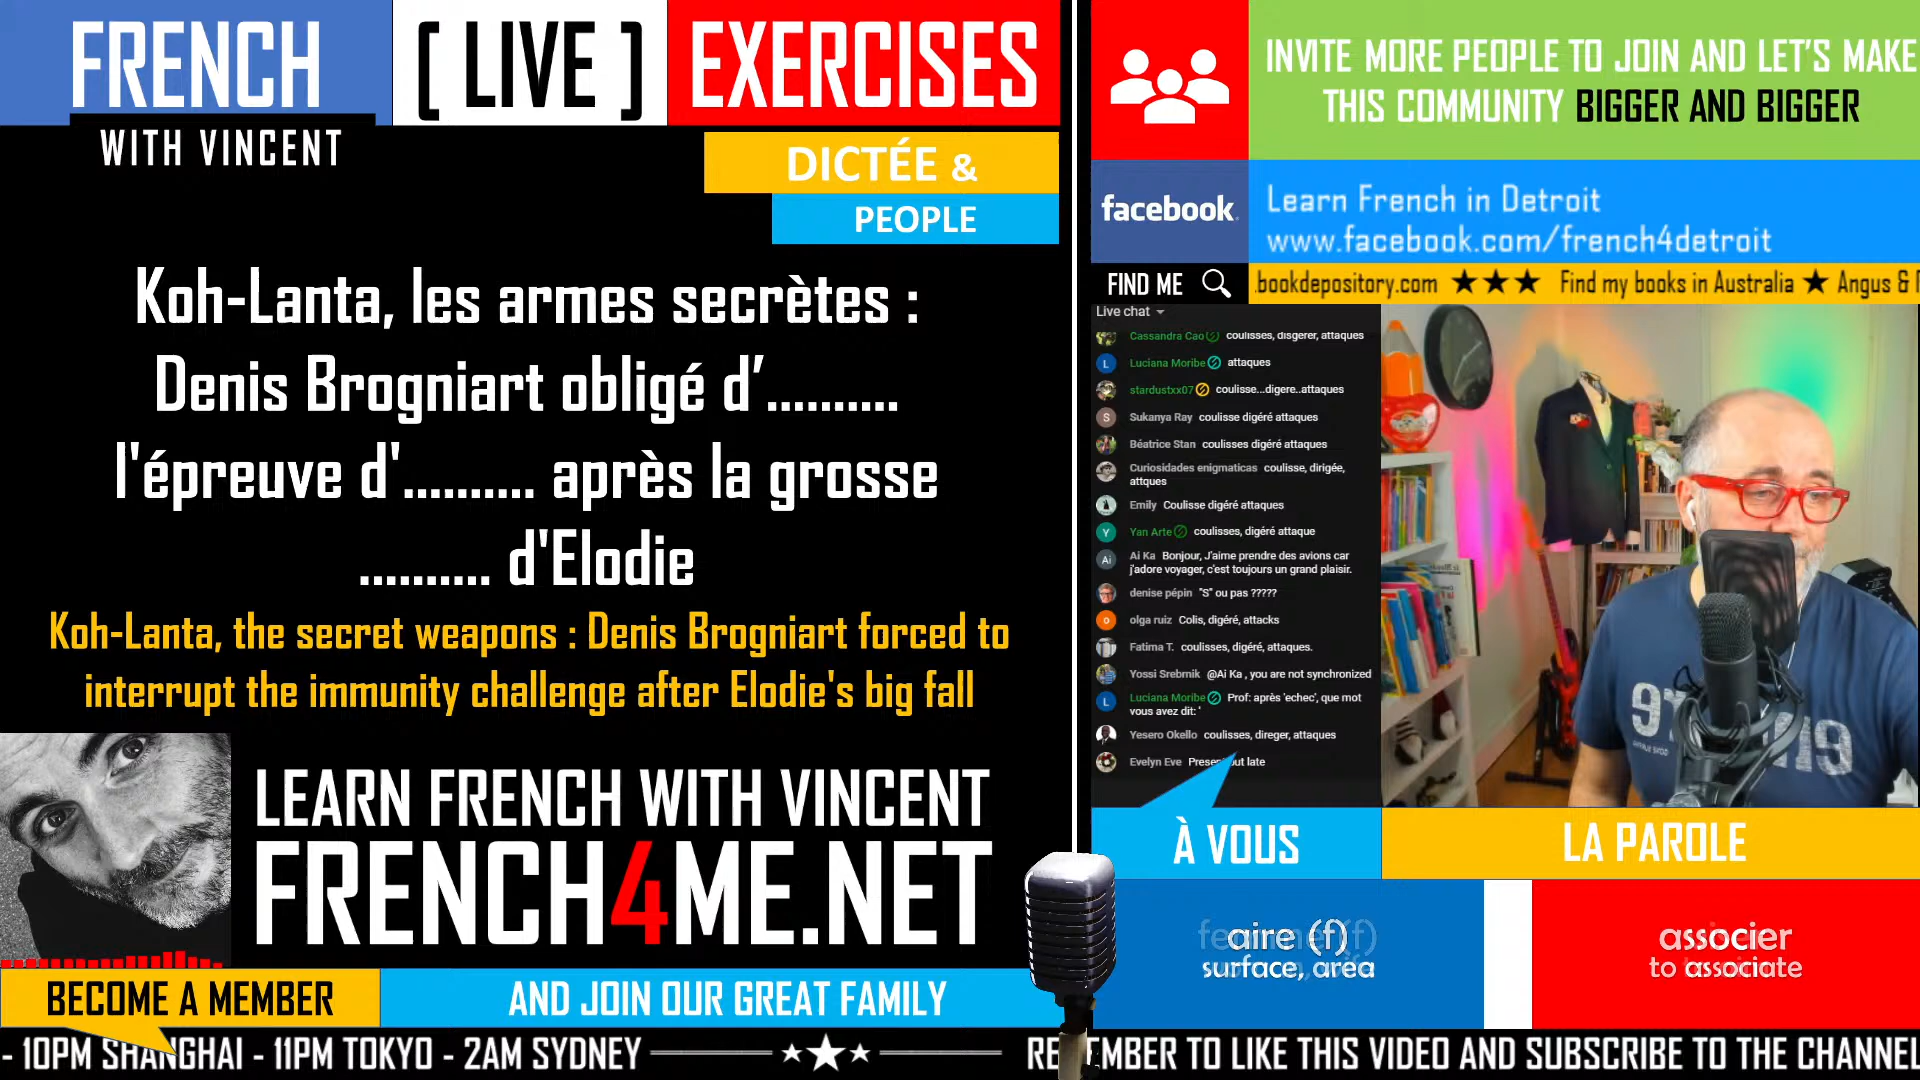 FRENCH
[ LIVE ]
EXERCISES
WITH VINCENT
DICTÉE &
PEOPLE
Koh-Lanta, les armes secrètes :
Denis Brogniart obligé d’..........
l'épreuve d'.......... après la grosse
.......... d'Elodie
Koh-Lanta, the secret weapons : Denis Brogniart forced to
interrupt the immunity challenge after Elodie's big fall
LEARN FRENCH WITH VINCENT
FRENCH4ME.NET
BECOME A MEMBER
AND JOIN OUR GREAT FAMILY
- 10PM SHANGHAI - 11PM TOKYO - 2AM SYDNEY
REMEMBER TO LIKE THIS VIDEO AND SUBSCRIBE TO THE CHANNEL
INVITE MORE PEOPLE TO JOIN AND LET'S MAKE
THIS COMMUNITY BIGGER AND BIGGER
facebook
Learn French in Detroit
www.facebook.com/french4detroit
FIND ME
.bookdepository.com ★★★ Find my books in Australia ★ Angus &
Live chat
Cassandra Cao coulisses, disgerer, attaques
L Luciana Moribe attaques
stardustxx07 coulisse...digere..attaques
S Sukanya Ray coulisse digéré attaques
Béatrice Stan coulisses digéré attaques
Curiosidades enigmaticas coulisse, dirigée,
attques
Emily Coulisse digéré attaques
Y Yan Arte coulisses, digéré attaque
Ai Ai Ka Bonjour, J'aime prendre des avions car
j'adore voyager, c'est toujours un grand plaisir.
denise pépin "S" ou pas ?????
o olga ruiz Colis, digéré, attacks
Fatima T. coulisses, digéré, attaques.
Yossi Srebrnik @Ai Ka , you are not synchronized
L Luciana Moribe Prof: après 'echec', que mot
vous avez dit: '
Yesero Okello coulisses, direger, attaques
Evelyn Eve Present but late
À VOUS
LA PAROLE
aire (f)
surface, area
associer
to associate